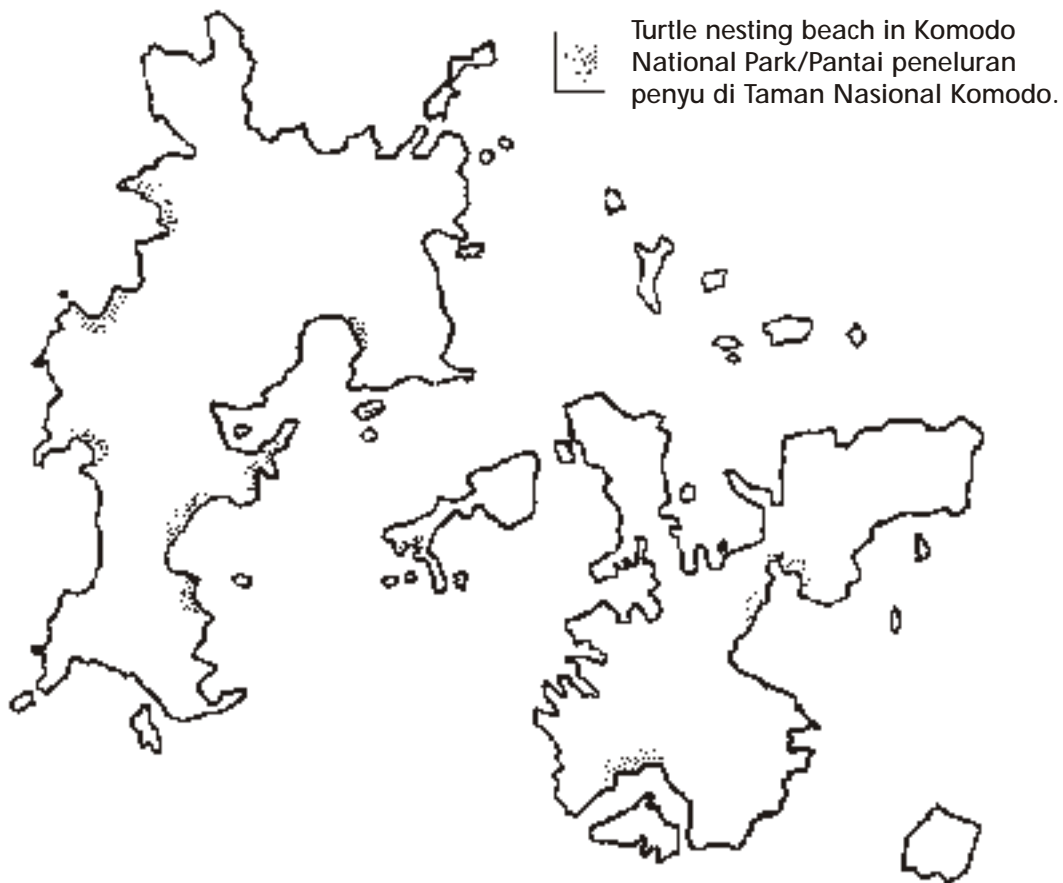 Turtle nesting beach in Komodo
National Park/Pantai peneluran
penyu di Taman Nasional Komodo.